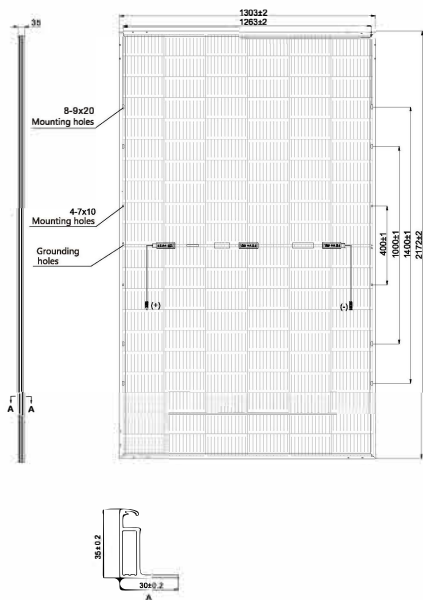 1303±2
1263±2
35
8-9x20
Mounting holes
4-7x10
Mounting holes
Grounding
holes
(+)
(-)
400±1
1000±1
1400±1
2172±2
A
A
35±0.2
30±0.2
A